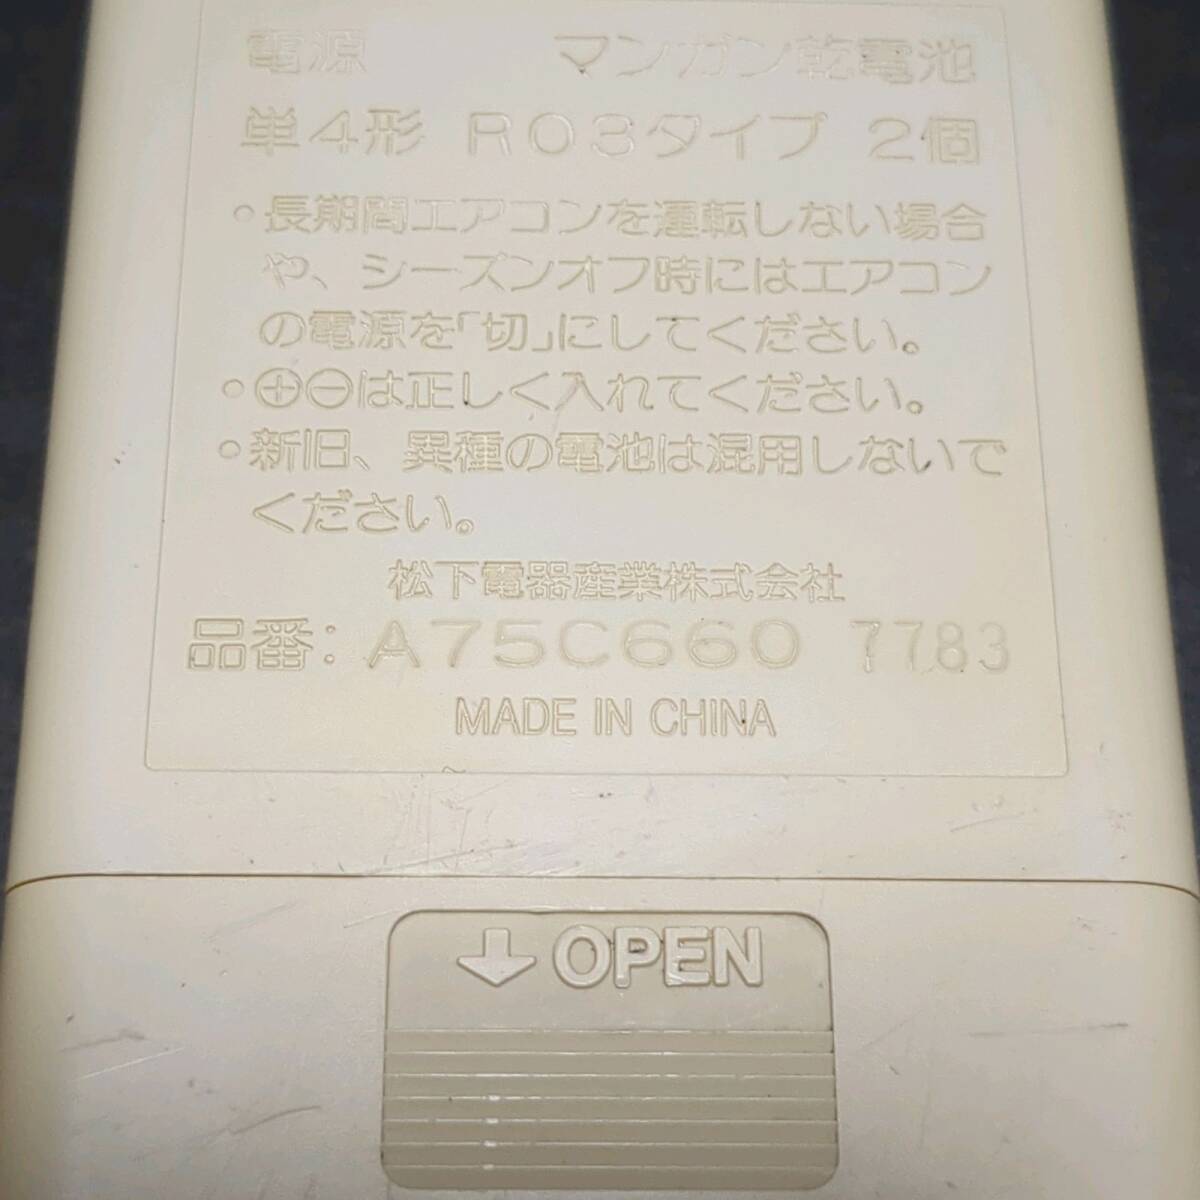 電源 マンガン乾電池
単4形 R03タイプ 2個
◦長期間エアコンを運転しない場合
や、シーズンオフ時にはエアコン
の電源を「切」にしてください。
◦⊕⊖は正しく入れてください。
◦新旧、異種の電池は混用しないで
ください。
松下電器産業株式会社
品番: A75C660 7783
MADE IN CHINA
↓OPEN